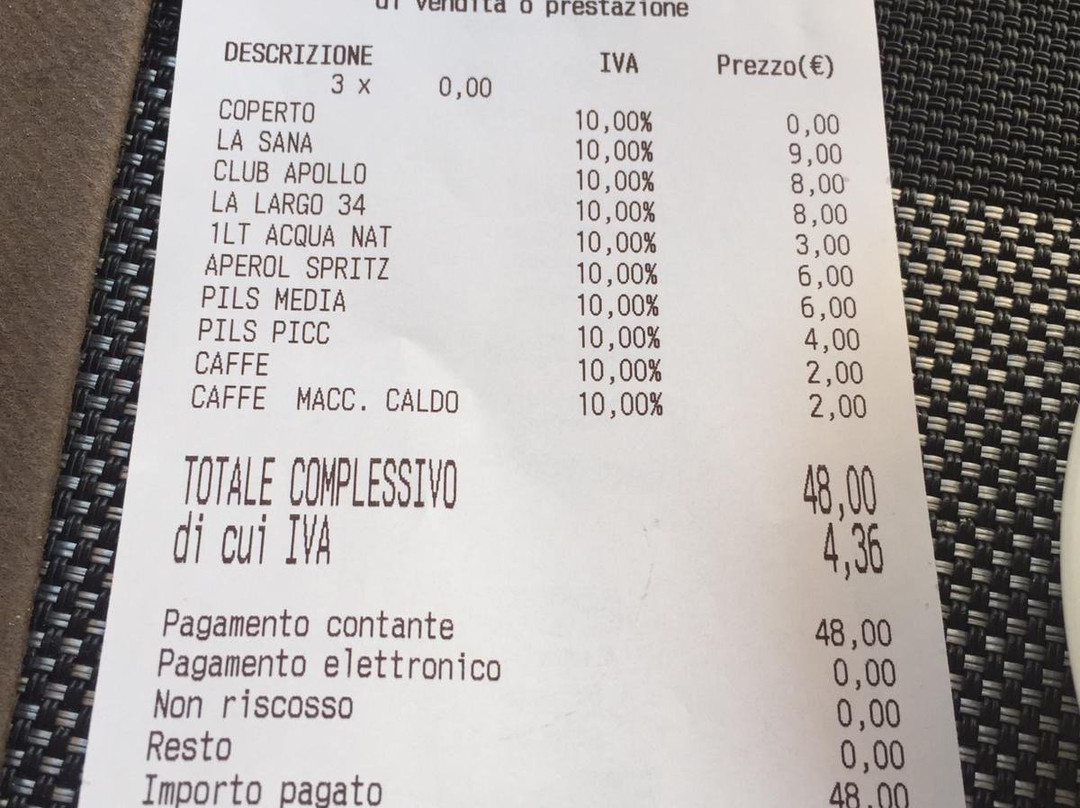 di vendita o prestazione
DESCRIZIONE IVA Prezzo(€)
3 x 0,00
COPERTO 10,00% 0,00
LA SANA 10,00% 9,00
CLUB APOLLO 10,00% 8,00
LA LARGO 34 10,00% 8,00
1LT ACQUA NAT 10,00% 3,00
APEROL SPRITZ 10,00% 6,00
PILS MEDIA 10,00% 6,00
PILS PICC 10,00% 4,00
CAFFE 10,00% 2,00
CAFFE MACC. CALDO 10,00% 2,00
TOTALE COMPLESSIVO 48,00
di cui IVA 4,36
Pagamento contante 48,00
Pagamento elettronico 0,00
Non riscosso 0,00
Resto 0,00
Importo pagato 48,00